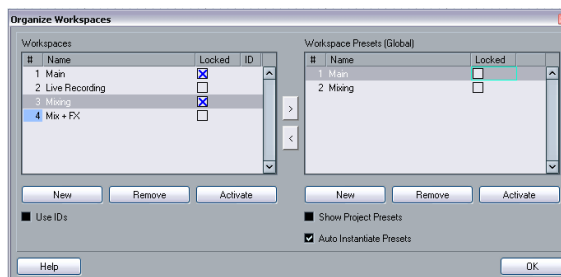 Organize Workspaces
Workspaces
# Name Locked ID
1 Main
2 Live Recording
3 Mixing
4 Mix + FX
New Remove Activate
Use IDs
>
<
Workspace Presets (Global)
# Name Locked
1 Main
2 Mixing
New Remove Activate
Show Project Presets
Auto Instantiate Presets
Help OK